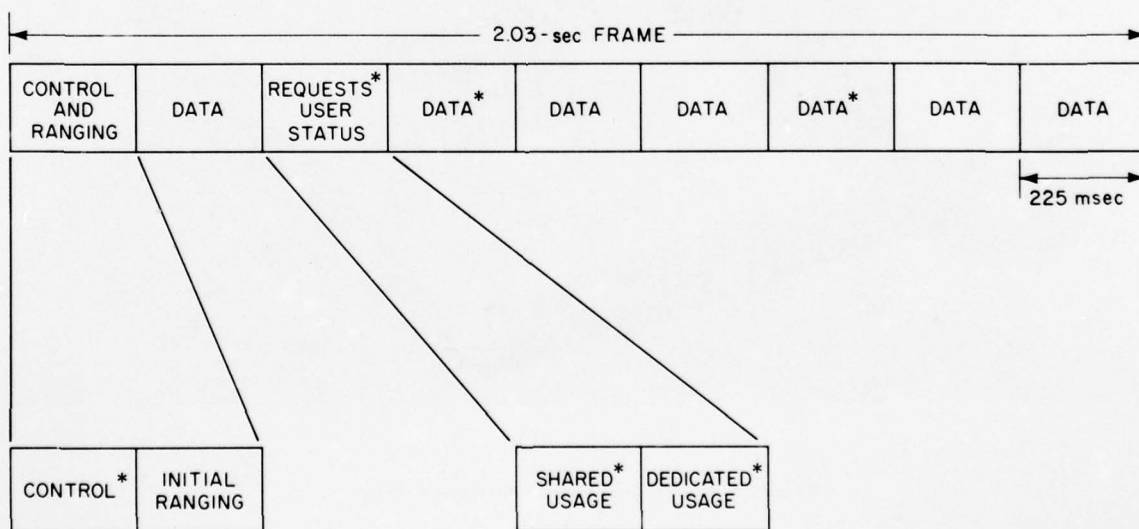 2.03-sec FRAME
CONTROL
AND
RANGING
DATA
REQUESTS*
USER
STATUS
DATA*
DATA
DATA
DATA*
DATA
DATA
225 msec
CONTROL*
INITIAL
RANGING
SHARED*
USAGE
DEDICATED*
USAGE